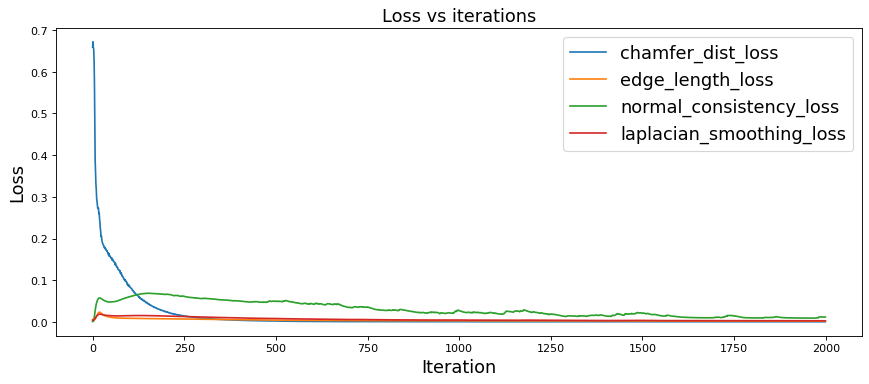 Loss vs iterations
0.7
0.6
0.5
0.4
0.3
0.2
0.1
0.0
Loss
chamfer_dist_loss
edge_length_loss
normal_consistency_loss
laplacian_smoothing_loss
0 250 500 750 1000 1250 1500 1750 2000
Iteration